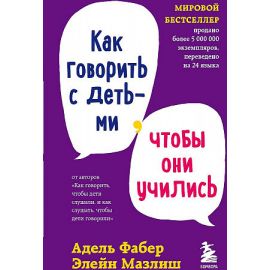 МИРОВОЙ
БЕСТСЕЛЛЕР
продано
более 5 000 000
экземпляров,
переведено
на 24 языка
Как
говорить
с деть-
ми,
чтобы
они
учились
от авторов
«Как говорить,
чтобы дети
слушали, и как
слушать, чтобы
дети говорили»
Адель Фабер
Элейн Мазлиш
БОМБОРА